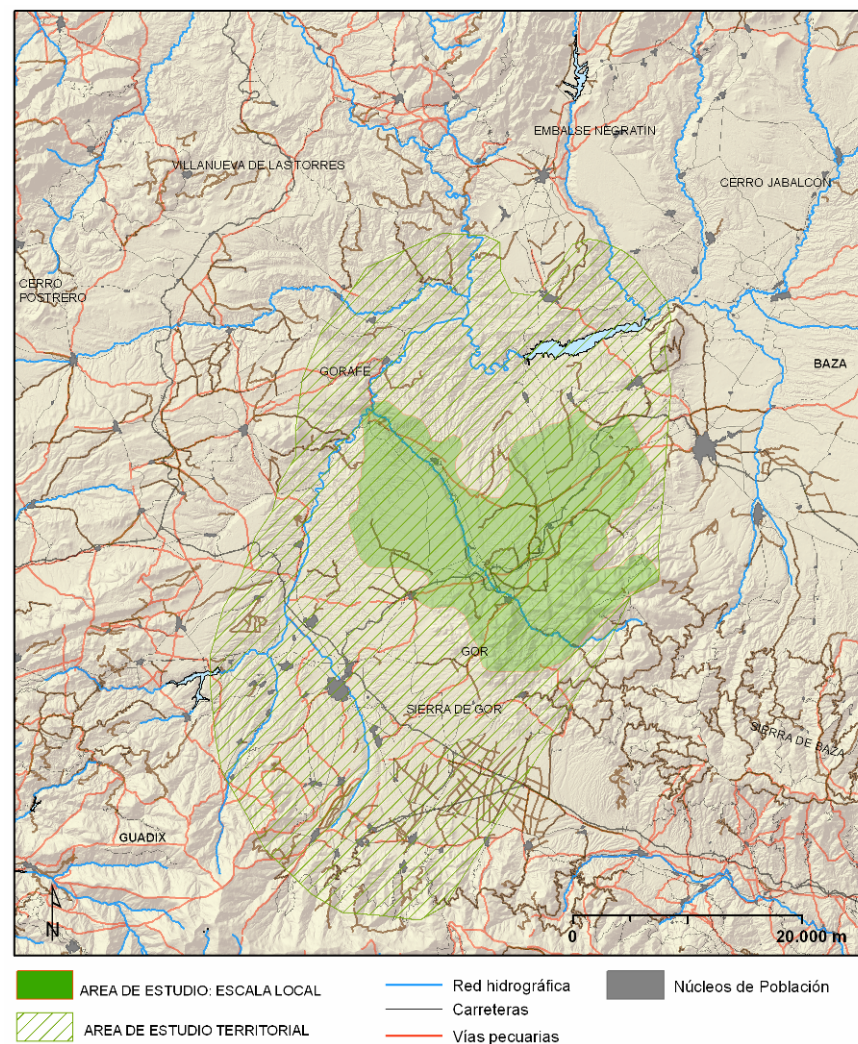 EMBALSE NEGRATIN
VILLANUEVA DE LAS TORRES
CERRO JABALCON
CERRO
POSTRERO
GORAFE
BAZA
GOR
SIERRA DE GOR
SIERRA DE BAZA
GUADIX
N
0
20.000 m
AREA DE ESTUDIO: ESCALA LOCAL
AREA DE ESTUDIO TERRITORIAL
Red hidrográfica
Carreteras
Vías pecuarias
Núcleos de Población